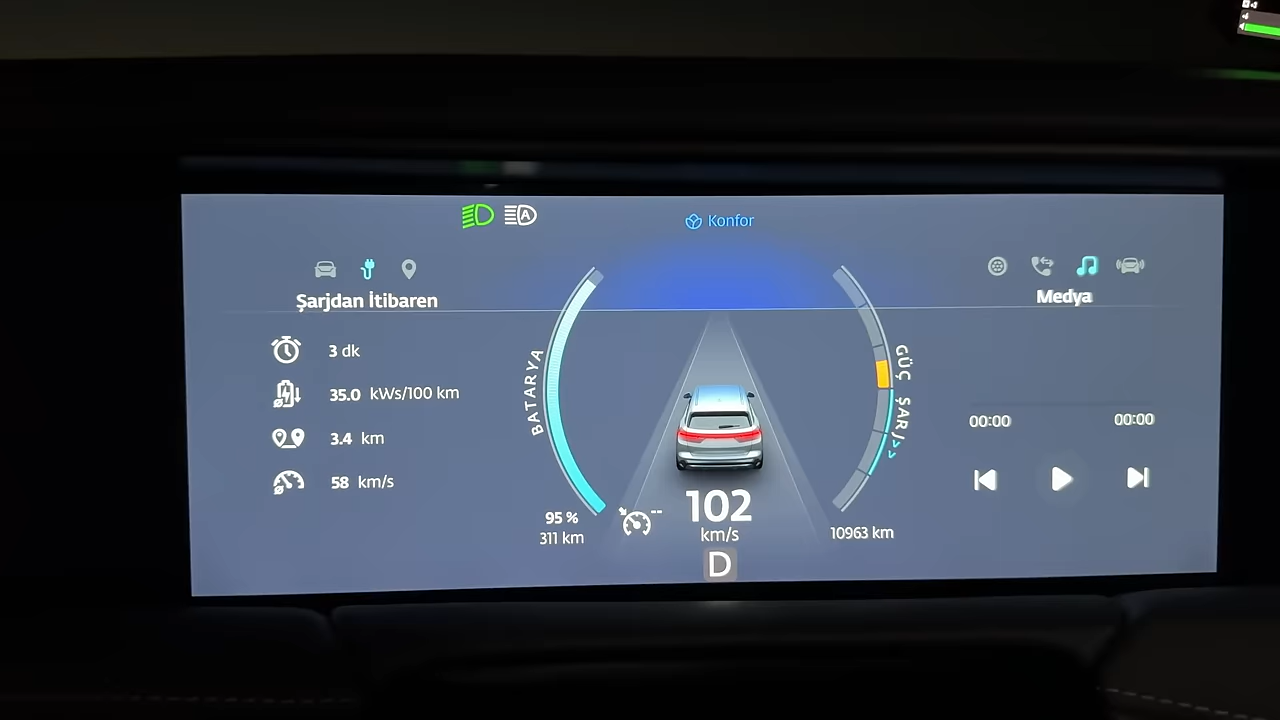 A
Konfor
Şarjdan İtibaren
Medya
3 dk
35.0 kWs/100 km
3.4 km
58 km/s
BATARYA
GÜÇ ŞARJ
00:00 00:00
95 %
311 km
--
102
km/s
D
10963 km